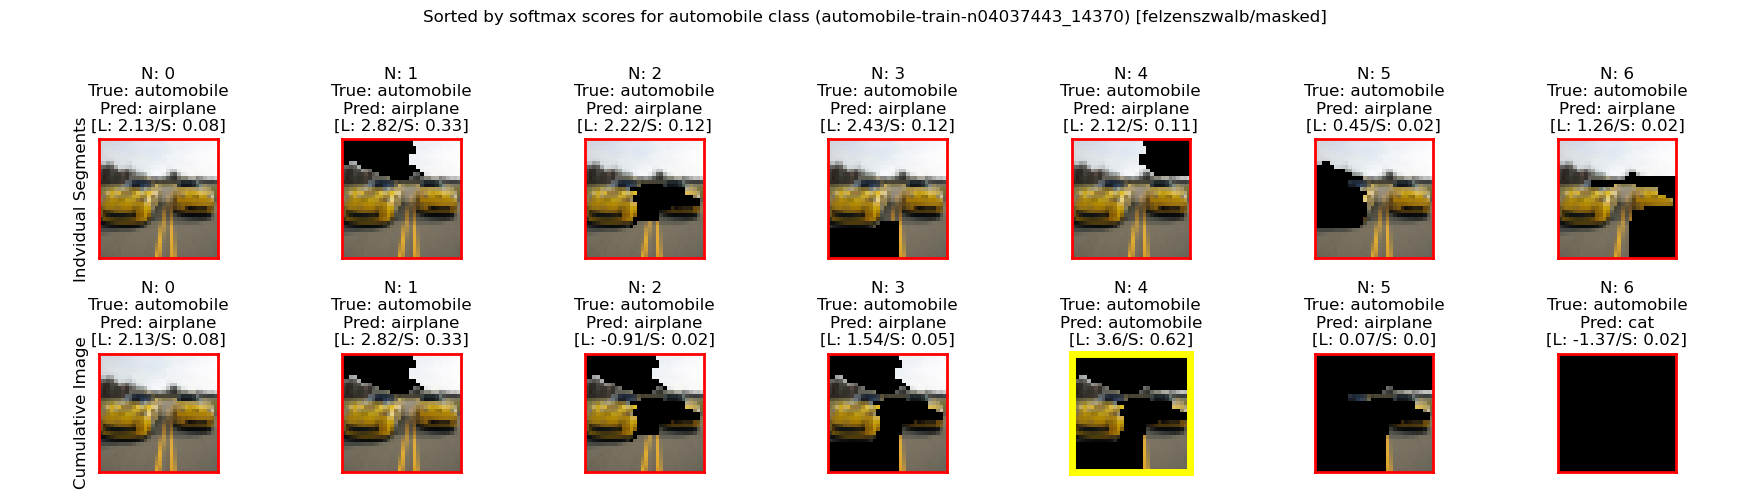 Sorted by softmax scores for automobile class (automobile-train-n04037443_14370) [felzenszwalb/masked]
Indvidual Segments
N: 0
True: automobile
Pred: airplane
[L: 2.13/S: 0.08]
N: 1
True: automobile
Pred: airplane
[L: 2.82/S: 0.33]
N: 2
True: automobile
Pred: airplane
[L: 2.22/S: 0.12]
N: 3
True: automobile
Pred: airplane
[L: 2.43/S: 0.12]
N: 4
True: automobile
Pred: airplane
[L: 2.12/S: 0.11]
N: 5
True: automobile
Pred: airplane
[L: 0.45/S: 0.02]
N: 6
True: automobile
Pred: airplane
[L: 1.26/S: 0.02]
Cumulative Image
N: 0
True: automobile
Pred: airplane
[L: 2.13/S: 0.08]
N: 1
True: automobile
Pred: airplane
[L: 2.82/S: 0.33]
N: 2
True: automobile
Pred: airplane
[L: -0.91/S: 0.02]
N: 3
True: automobile
Pred: airplane
[L: 1.54/S: 0.05]
N: 4
True: automobile
Pred: automobile
[L: 3.6/S: 0.62]
N: 5
True: automobile
Pred: airplane
[L: 0.07/S: 0.0]
N: 6
True: automobile
Pred: cat
[L: -1.37/S: 0.02]